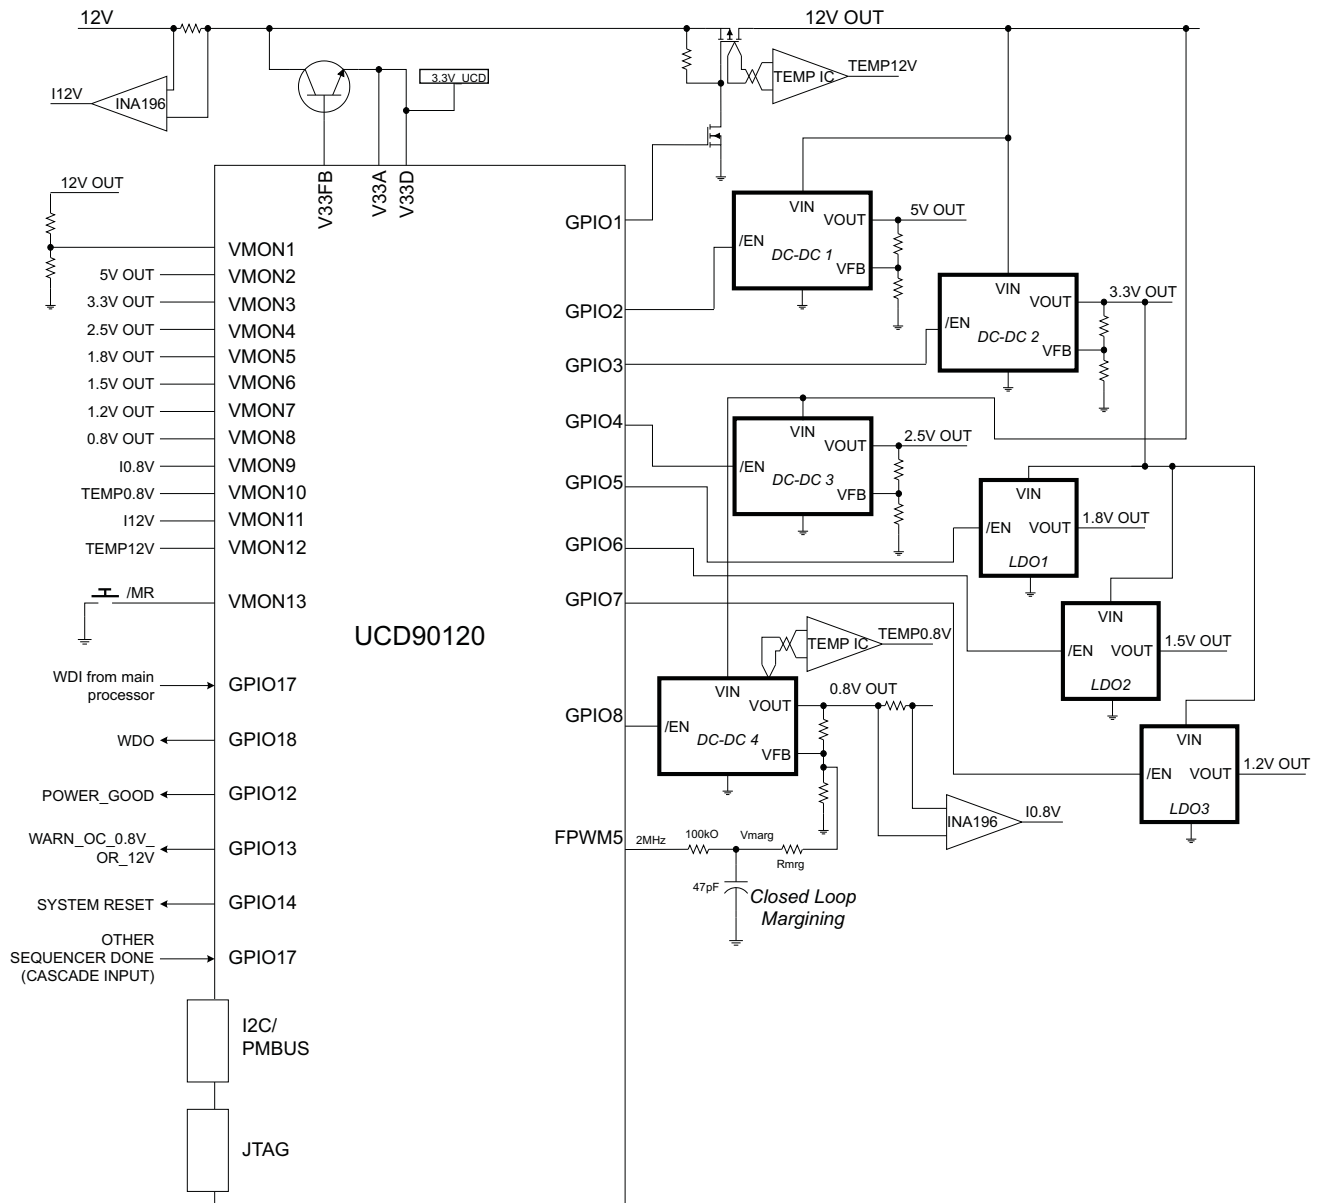 12V
12V OUT
I12V
INA196
3.3V_UCD
TEMP IC
TEMP12V
V33FB
V33A
V33D
12V OUT
VMON1
5V OUT
VMON2
3.3V OUT
VMON3
2.5V OUT
VMON4
1.8V OUT
VMON5
1.5V OUT
VMON6
1.2V OUT
VMON7
0.8V OUT
VMON8
I0.8V
VMON9
TEMP0.8V
VMON10
I12V
VMON11
TEMP12V
VMON12
/MR
VMON13
UCD90120
WDI from main
processor
GPIO17
WDO
GPIO18
POWER_GOOD
GPIO12
WARN_OC_0.8V_
OR_12V
GPIO13
SYSTEM RESET
GPIO14
OTHER
SEQUENCER DONE
(CASCADE INPUT)
GPIO17
I2C/
PMBUS
JTAG
GPIO1
GPIO2
GPIO3
GPIO4
GPIO5
GPIO6
GPIO7
GPIO8
FPWM5
VIN
VOUT
/EN
DC-DC 1
VFB
5V OUT
VIN
VOUT
/EN
DC-DC 2
VFB
3.3V OUT
VIN
VOUT
/EN
DC-DC 3
VFB
2.5V OUT
VIN
/EN
VOUT
LDO1
1.8V OUT
VIN
/EN
VOUT
LDO2
1.5V OUT
VIN
/EN
VOUT
LDO3
1.2V OUT
TEMP IC
TEMP0.8V
VIN
VOUT
/EN
DC-DC 4
VFB
0.8V OUT
INA196
I0.8V
2MHz
100kO
Vmarg
Rmrg
47pF
Closed Loop
Margining